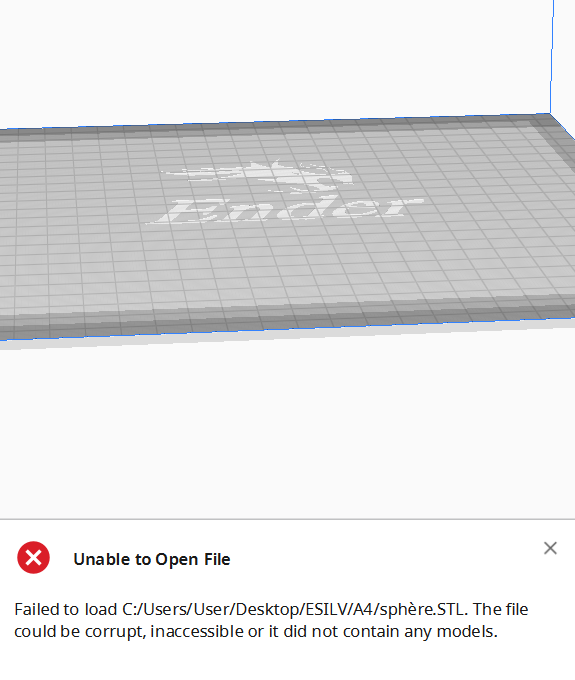 Ender
Unable to Open File
Failed to load C:/Users/User/Desktop/ESILV/A4/sphère.STL. The file
could be corrupt, inaccessible or it did not contain any models.